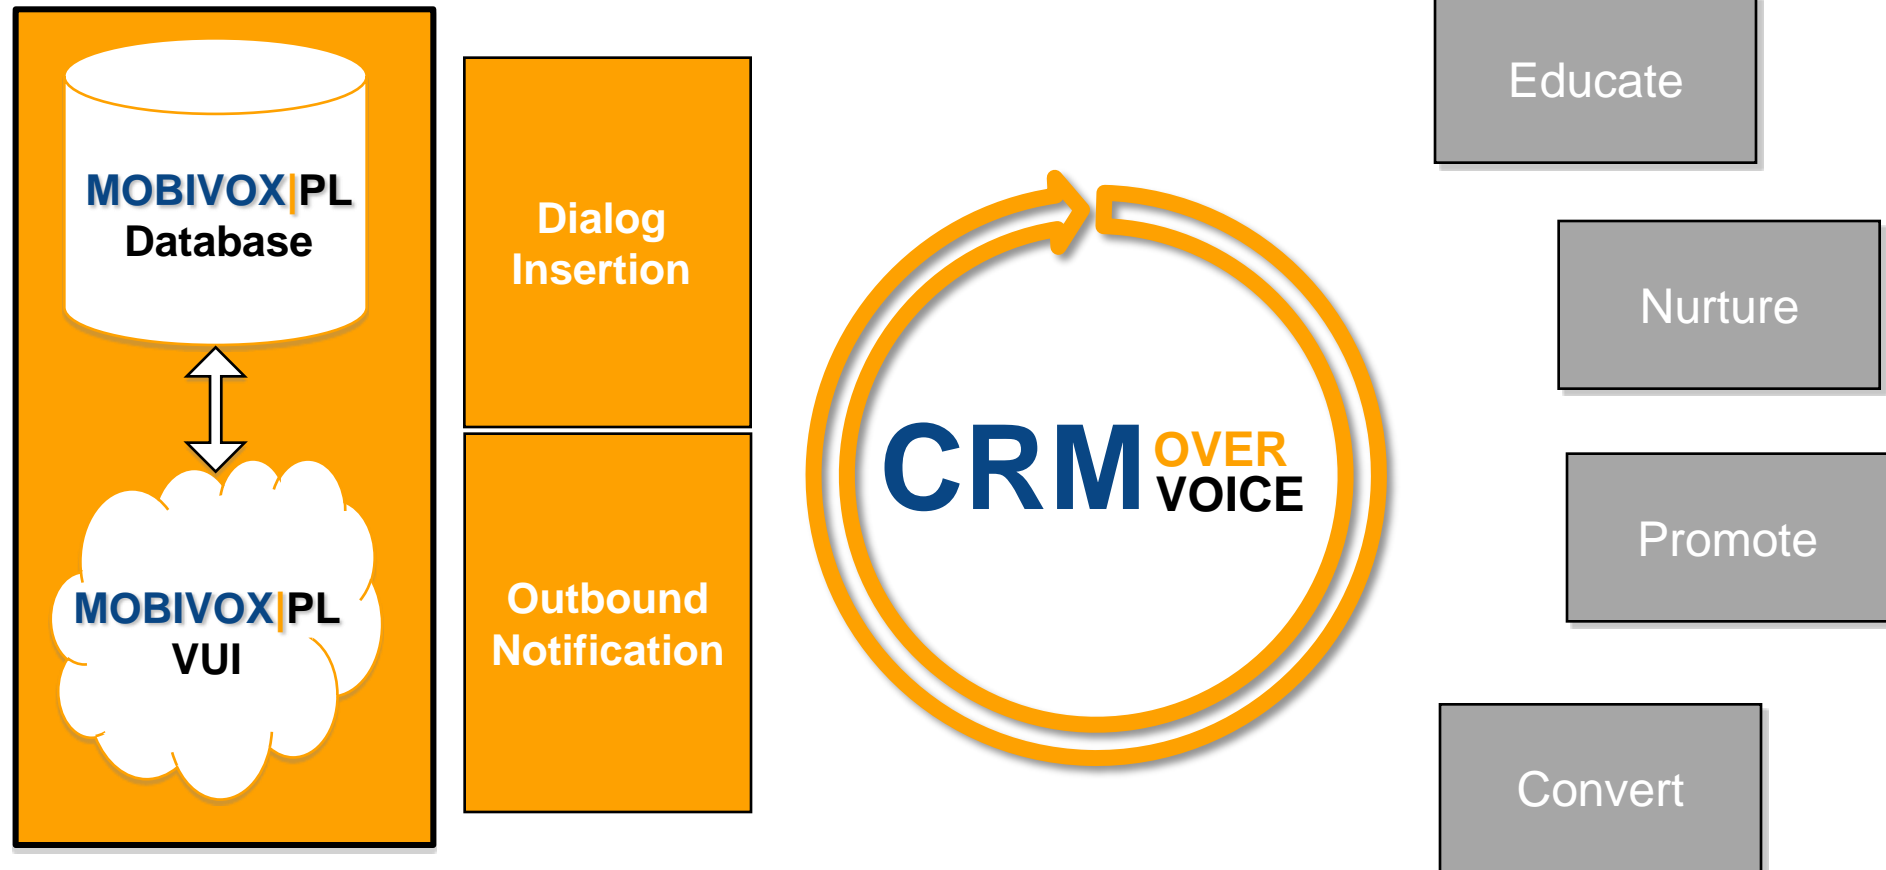 MOBIVOX|PL
Database
MOBIVOX|PL
VUI
Dialog
Insertion
Outbound
Notification
CRM OVER
VOICE
Educate
Nurture
Promote
Convert